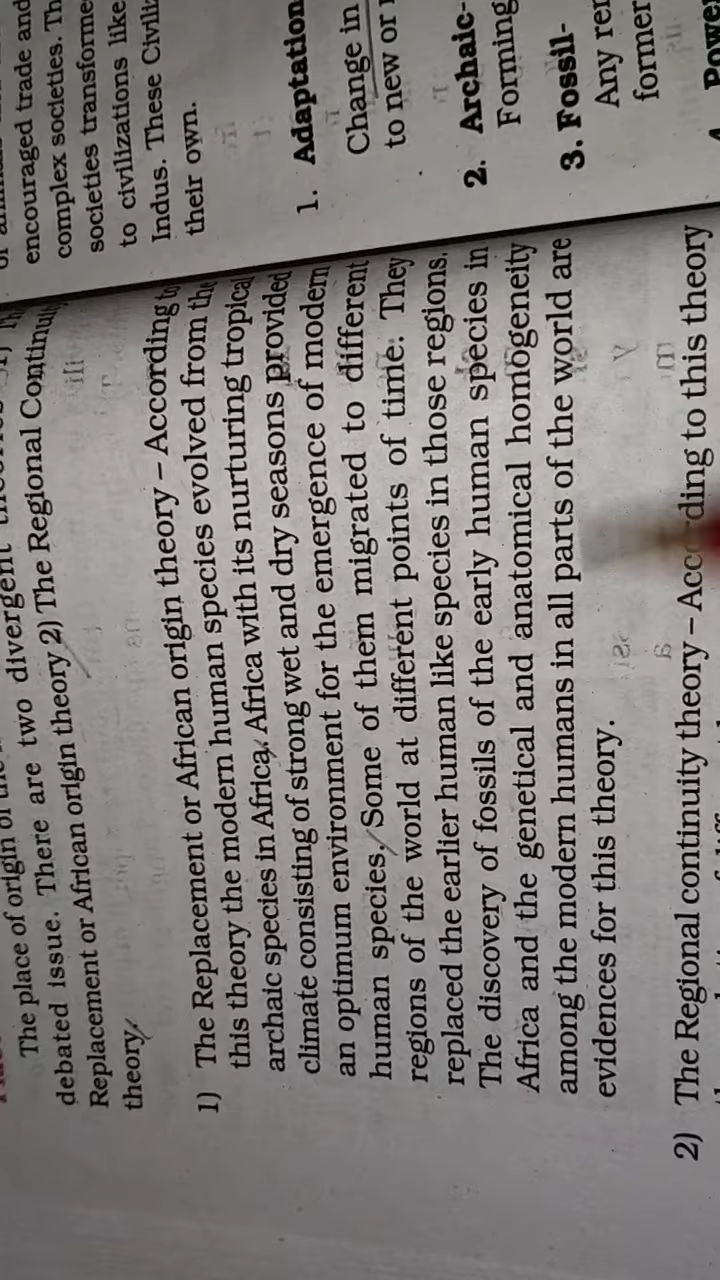 The place of origin of
debated issue. There are two divergent
Replacement or African origin theory 2) The Regional Continuity
theory.
1) The Replacement or African origin theory – According to
this theory the modern human species evolved from the
archaic species in Africa. Africa with its nurturing tropical
climate consisting of strong wet and dry seasons provided
an optimum environment for the emergence of modern
human species. Some of them migrated to different
regions of the world at different points of time. They
replaced the earlier human like species in those regions.
The discovery of fossils of the early human species in
Africa and the genetical and anatomical homogeneity
among the modern humans in all parts of the world are
evidences for this theory.
2) The Regional continuity theory – According to this theory
encouraged trade and
complex societies.
societies transforme
to civilizations like
Indus. These Civili
their own.
1. Adaptation
Change in
to new or
2. Archaic-
Forming
3. Fossil-
Any
former
4. Power